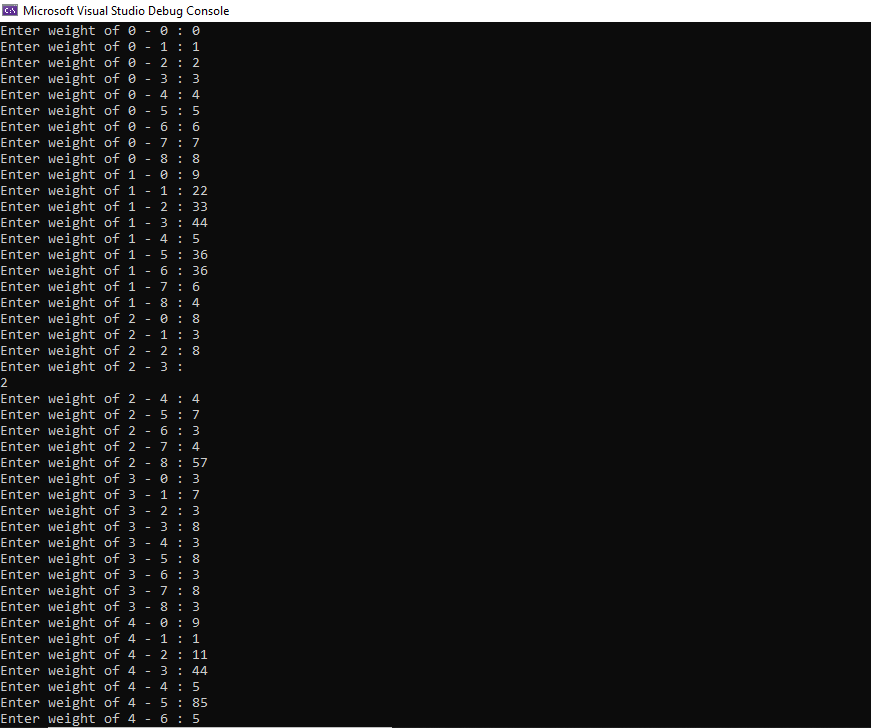 Microsoft Visual Studio Debug Console
Enter weight of 0 - 0 : 0
Enter weight of 0 - 1 : 1
Enter weight of 0 - 2 : 2
Enter weight of 0 - 3 : 3
Enter weight of 0 - 4 : 4
Enter weight of 0 - 5 : 5
Enter weight of 0 - 6 : 6
Enter weight of 0 - 7 : 7
Enter weight of 0 - 8 : 8
Enter weight of 1 - 0 : 9
Enter weight of 1 - 1 : 22
Enter weight of 1 - 2 : 33
Enter weight of 1 - 3 : 44
Enter weight of 1 - 4 : 5
Enter weight of 1 - 5 : 36
Enter weight of 1 - 6 : 36
Enter weight of 1 - 7 : 6
Enter weight of 1 - 8 : 4
Enter weight of 2 - 0 : 8
Enter weight of 2 - 1 : 3
Enter weight of 2 - 2 : 8
Enter weight of 2 - 3 :
2
Enter weight of 2 - 4 : 4
Enter weight of 2 - 5 : 7
Enter weight of 2 - 6 : 3
Enter weight of 2 - 7 : 4
Enter weight of 2 - 8 : 57
Enter weight of 3 - 0 : 3
Enter weight of 3 - 1 : 7
Enter weight of 3 - 2 : 3
Enter weight of 3 - 3 : 8
Enter weight of 3 - 4 : 3
Enter weight of 3 - 5 : 8
Enter weight of 3 - 6 : 3
Enter weight of 3 - 7 : 8
Enter weight of 3 - 8 : 3
Enter weight of 4 - 0 : 9
Enter weight of 4 - 1 : 1
Enter weight of 4 - 2 : 11
Enter weight of 4 - 3 : 44
Enter weight of 4 - 4 : 5
Enter weight of 4 - 5 : 85
Enter weight of 4 - 6 : 5